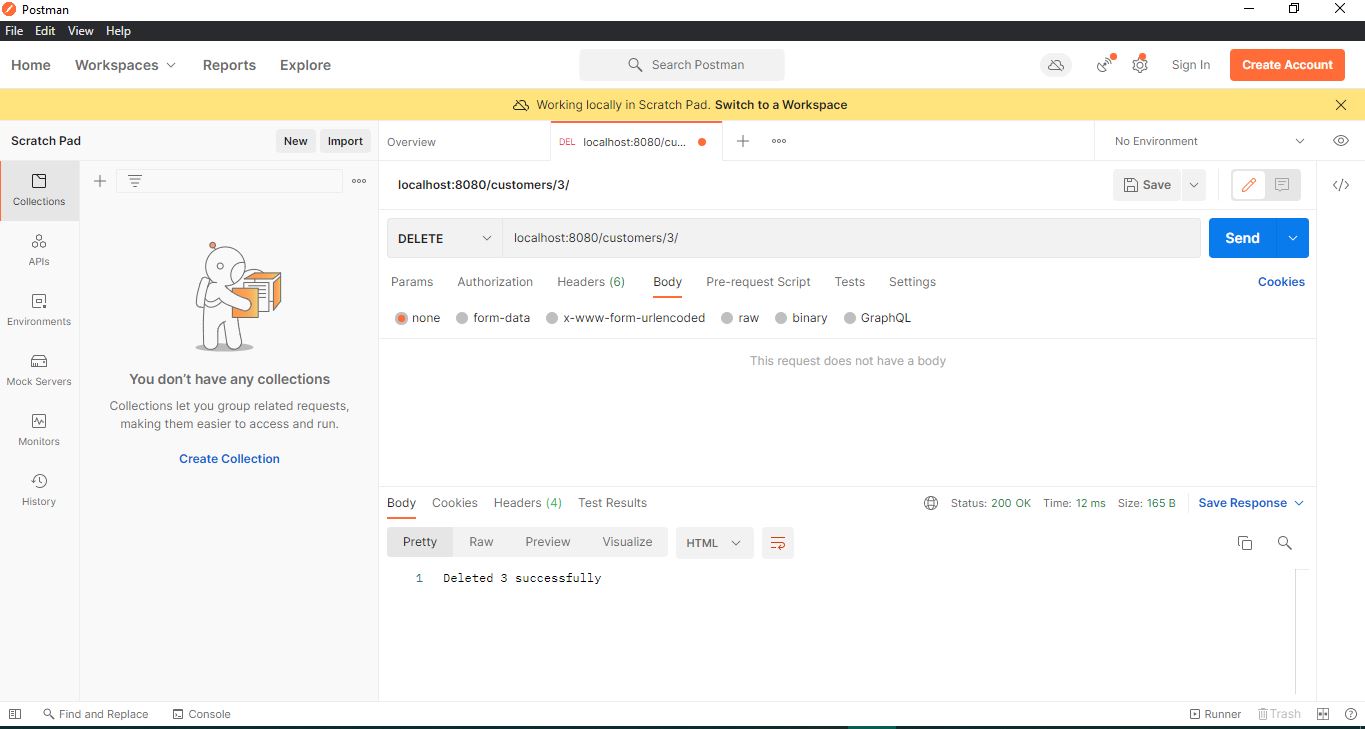 Postman
File Edit View Help
Home Workspaces Reports Explore Search Postman Sign In Create Account
Working locally in Scratch Pad. Switch to a Workspace
Scratch Pad New Import Overview DEL localhost:8080/cu... No Environment
Collections
APIs
Environments
Mock Servers
Monitors
History
You don't have any collections
Collections let you group related requests,
making them easier to access and run.
Create Collection
localhost:8080/customers/3/ Save
DELETE localhost:8080/customers/3/ Send
Params Authorization Headers (6) Body Pre-request Script Tests Settings Cookies
none form-data x-www-form-urlencoded raw binary GraphQL
This request does not have a body
Body Cookies Headers (4) Test Results Status: 200 OK Time: 12 ms Size: 165 B Save Response
Pretty Raw Preview Visualize HTML
1 Deleted 3 successfully
Find and Replace Console Runner Trash